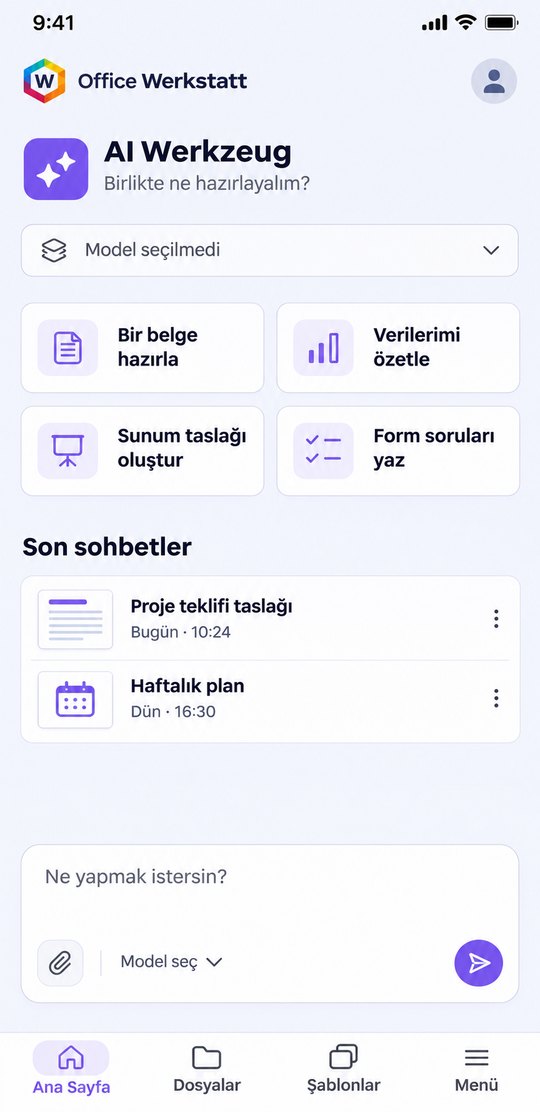 9:41
W
Office Werkstatt
AI Werkzeug
Birlikte ne hazırlayalım?
Model seçilmedi
Bir belge
hazırla
Verilerimi
özetle
Sunum taslağı
oluştur
Form soruları
yaz
Son sohbetler
Proje teklifi taslağı
Bugün · 10:24
Haftalık plan
Dün · 16:30
Ne yapmak istersin?
Model seç
Ana Sayfa
Dosyalar
Şablonlar
Menü